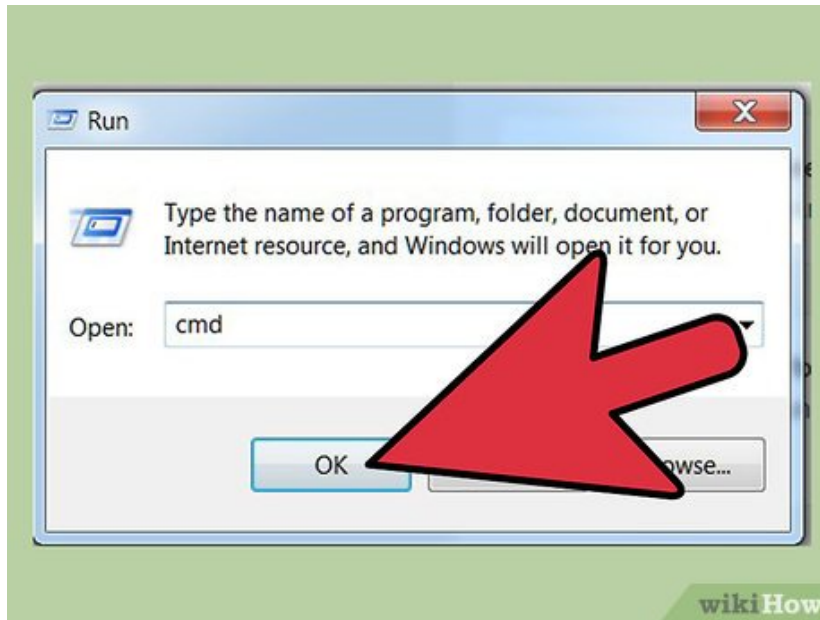 Run
Type the name of a program, folder, document, or
Internet resource, and Windows will open it for you.
Open: cmd
OK
wikiHow